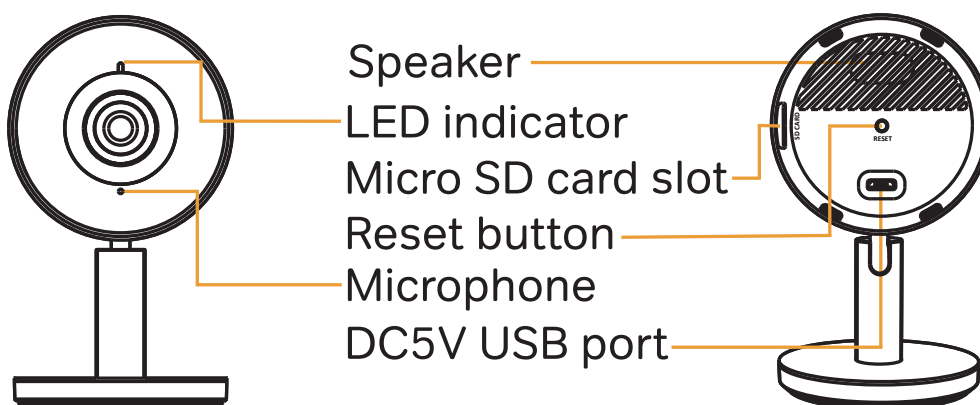 Speaker
LED indicator
Micro SD card slot
Reset button
Microphone
DC5V USB port
SD CARD
RESET